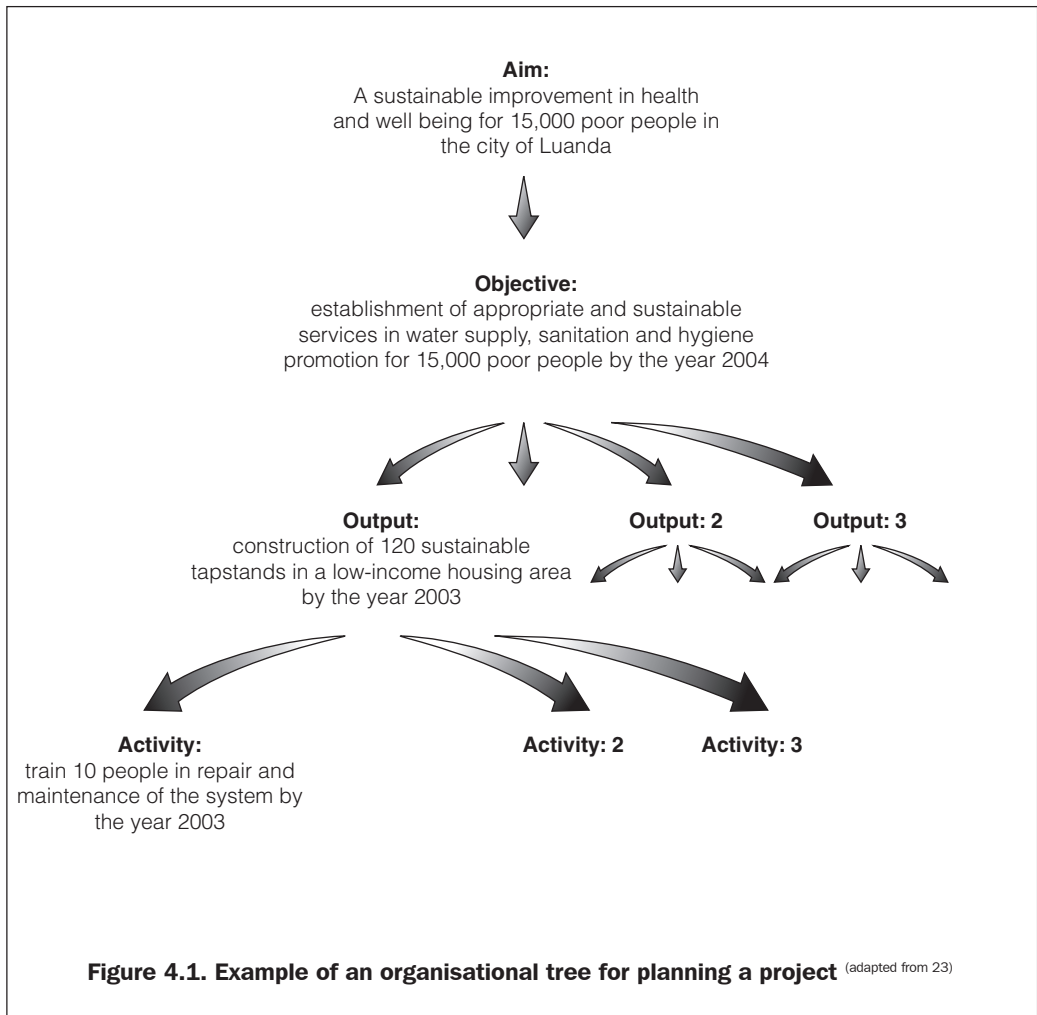 Aim:
A sustainable improvement in health
and well being for 15,000 poor people in
the city of Luanda
Objective:
establishment of appropriate and sustainable
services in water supply, sanitation and hygiene
promotion for 15,000 poor people by the year 2004
Output:
construction of 120 sustainable
tapstands in a low-income housing area
by the year 2003
Output: 2
Output: 3
Activity:
train 10 people in repair and
maintenance of the system by
the year 2003
Activity: 2
Activity: 3
Figure 4.1. Example of an organisational tree for planning a project (adapted from 23)